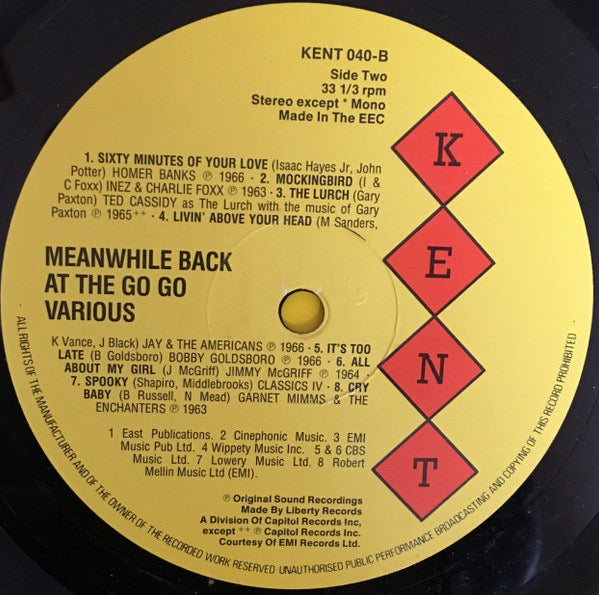 KENT 040-B
Side Two
33 1/3 rpm
Stereo except * Mono
Made In The EEC
K
E
N
T
1. SIXTY MINUTES OF YOUR LOVE (Isaac Hayes Jr, John
Potter) HOMER BANKS ℗ 1966 · 2. MOCKINGBIRD (I &
C Foxx) INEZ & CHARLIE FOXX ℗ 1963 · 3. THE LURCH (Gary
Paxton) TED CASSIDY as The Lurch with the music of Gary
Paxton ℗ 1965++ · 4. LIVIN' ABOVE YOUR HEAD (M Sanders,
MEANWHILE BACK
AT THE GO GO
VARIOUS
K Vance, J Black) JAY & THE AMERICANS ℗ 1966 · 5. IT'S TOO
LATE (B Goldsboro) BOBBY GOLDSBORO ℗ 1966 · 6. ALL
ABOUT MY GIRL (J McGriff) JIMMY McGRIFF ℗ 1964 ·
7. SPOOKY (Shapiro, Middlebrooks) CLASSICS IV · 8. CRY
BABY (B Russell, N Mead) GARNET MIMMS & THE
ENCHANTERS ℗ 1963
1 East Publications. 2 Cinephonic Music. 3 EMI
Music Pub Ltd. 4 Wippety Music Inc. 5 & 6 CBS
Music Ltd. 7 Lowery Music Ltd. 8 Robert
Mellin Music Ltd (EMI).
℗ Original Sound Recordings
Made By Liberty Records
A Division Of Capitol Records Inc,
except ++ ℗ Capitol Records Inc.
Courtesy Of EMI Records Ltd.
· ALL RIGHTS OF THE MANUFACTURER AND OF THE OWNER OF THE RECORDED WORK RESERVED UNAUTHORISED PUBLIC PERFORMANCE BROADCASTING AND COPYING OF THIS RECORD PROHIBITED ·